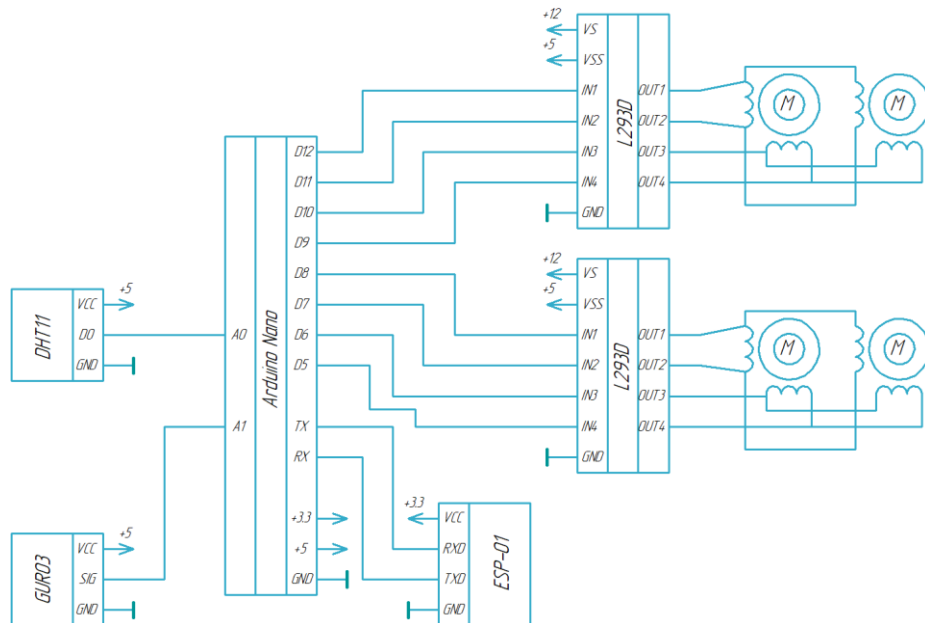 DHT11
VCC
+5
DO
GND
GUR03
VCC
+5
SIG
GND
Arduino Nano
A0
A1
D12
D11
D10
D9
D8
D7
D6
D5
TX
RX
+3.3
+5
GND
+12
VS
+5
VSS
IN1
IN2
IN3
IN4
GND
L293D
OUT1
OUT2
OUT3
OUT4
M
M
+12
VS
+5
VSS
IN1
IN2
IN3
IN4
GND
L293D
OUT1
OUT2
OUT3
OUT4
M
M
+3.3
VCC
RXD
TXD
GND
ESP-01